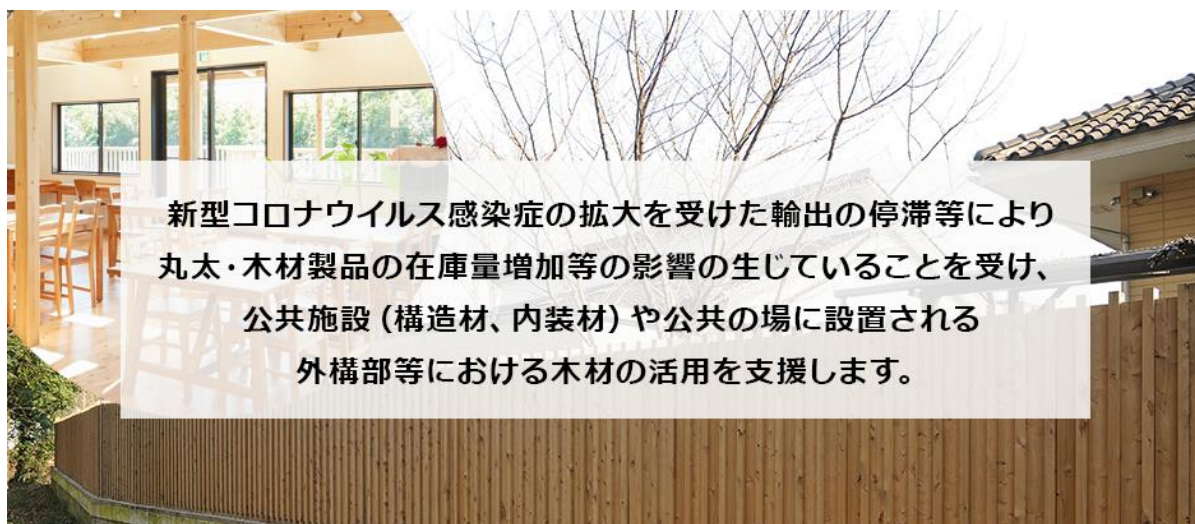 新型コロナウイルス感染症の拡大を受けた輸出の停滞等により
丸太・木材製品の在庫量増加等の影響の生じていることを受け、
公共施設（構造材、内装材）や公共の場に設置される
外構部等における木材の活用を支援します。